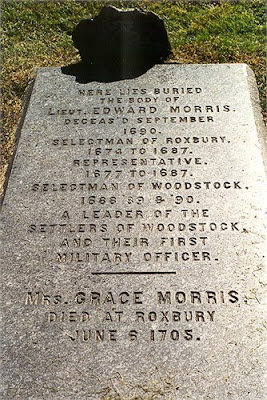 HERE LIES BURIED
THE BODY OF
LIEUT. EDWARD MORRIS.
DECEAS'D SEPTEMBER
1690.
SELECTMAN OF ROXBURY.
1674 TO 1687.
REPRESENTATIVE.
1677 TO 1687.
SELECTMAN OF WOODSTOCK.
1686 89 & '90.
A LEADER OF THE
SETTLERS OF WOODSTOCK,
AND THEIR FIRST
MILITARY OFFICER.
MRS. GRACE MORRIS,
DIED AT ROXBURY
JUNE 6 1705.